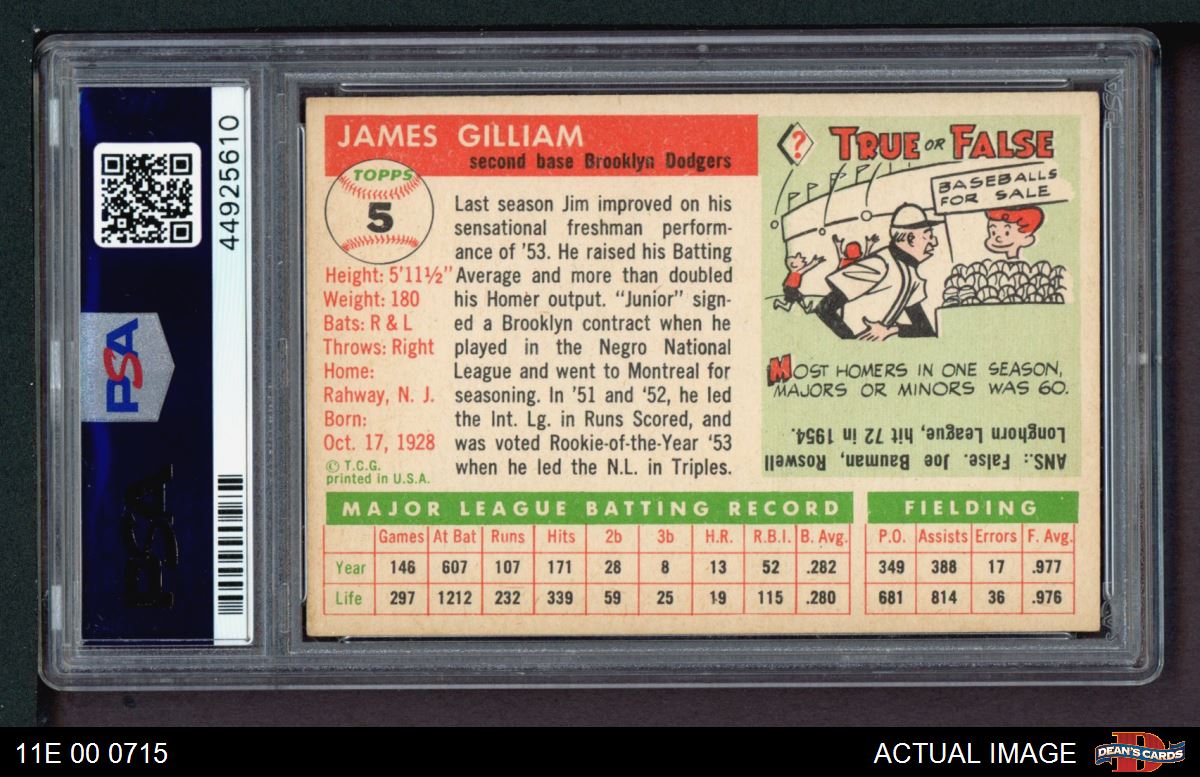 PSA
44925610
PSA
JAMES GILLIAM
second base Brooklyn Dodgers
TOPPS
5
Height: 5'11½"
Weight: 180
Bats: R & L
Throws: Right
Home:
Rahway, N. J.
Born:
Oct. 17, 1928
© T.C.G.
printed in U.S.A.
Last season Jim improved on his
sensational freshman perform-
ance of '53. He raised his Batting
Average and more than doubled
his Homer output. "Junior" sign-
ed a Brooklyn contract when he
played in the Negro National
League and went to Montreal for
seasoning. In '51 and '52, he led
the Int. Lg. in Runs Scored, and
was voted Rookie-of-the-Year '53
when he led the N.L. in Triples.
? TRUE OR FALSE
BASEBALLS
FOR SALE
MOST HOMERS IN ONE SEASON,
MAJORS OR MINORS WAS 60.
ANS.: False. Joe Bauman, Roswell
Longhorn League, hit 72 in 1954.
MAJOR LEAGUE BATTING RECORD
Games At Bat Runs Hits 2b 3b H.R. R.B.I. B. Avg.
Year 146 607 107 171 28 8 13 52 .282
Life 297 1212 232 339 59 25 19 115 .280
FIELDING
P.O. Assists Errors F. Avg.
349 388 17 .977
681 814 36 .976
11E 00 0715
ACTUAL IMAGE
DEAN'S CARDS